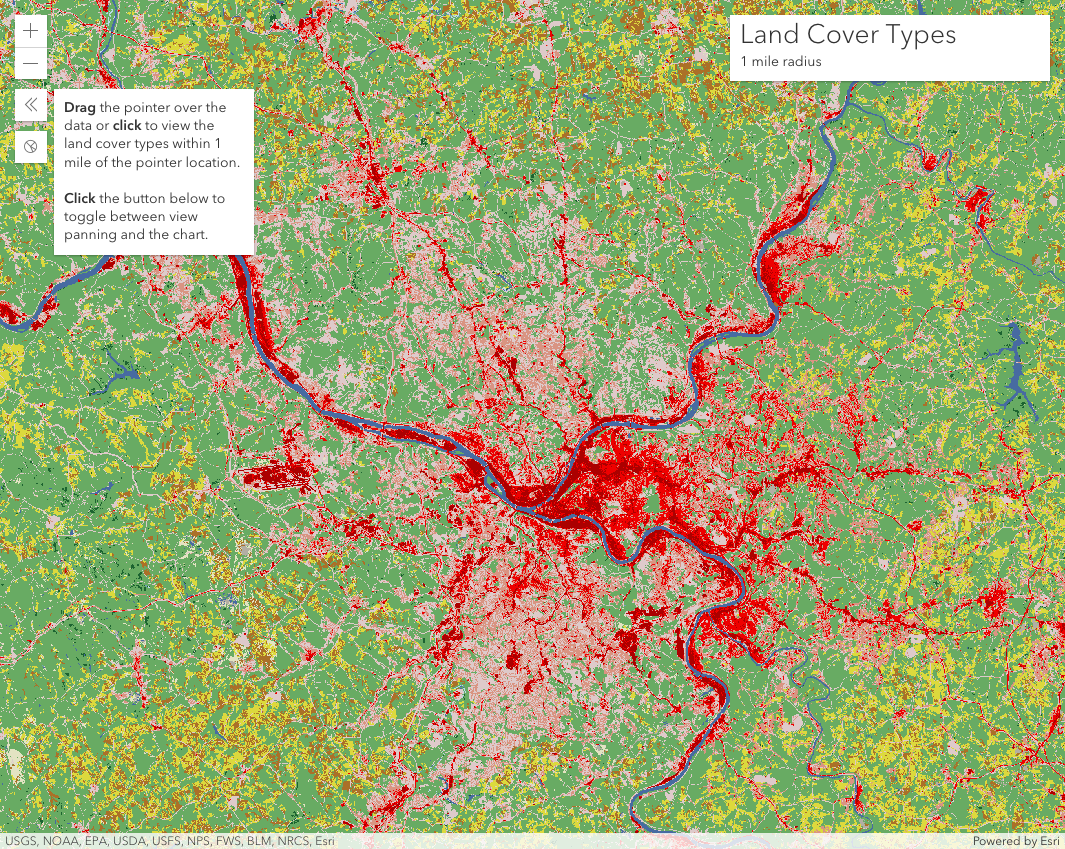 Land Cover Types
1 mile radius
Drag the pointer over the
data or click to view the
land cover types within 1
mile of the pointer location.
Click the button below to
toggle between view
panning and the chart.
USGS, NOAA, EPA, USDA, USFS, NPS, FWS, BLM, NRCS, Esri
Powered by Esri